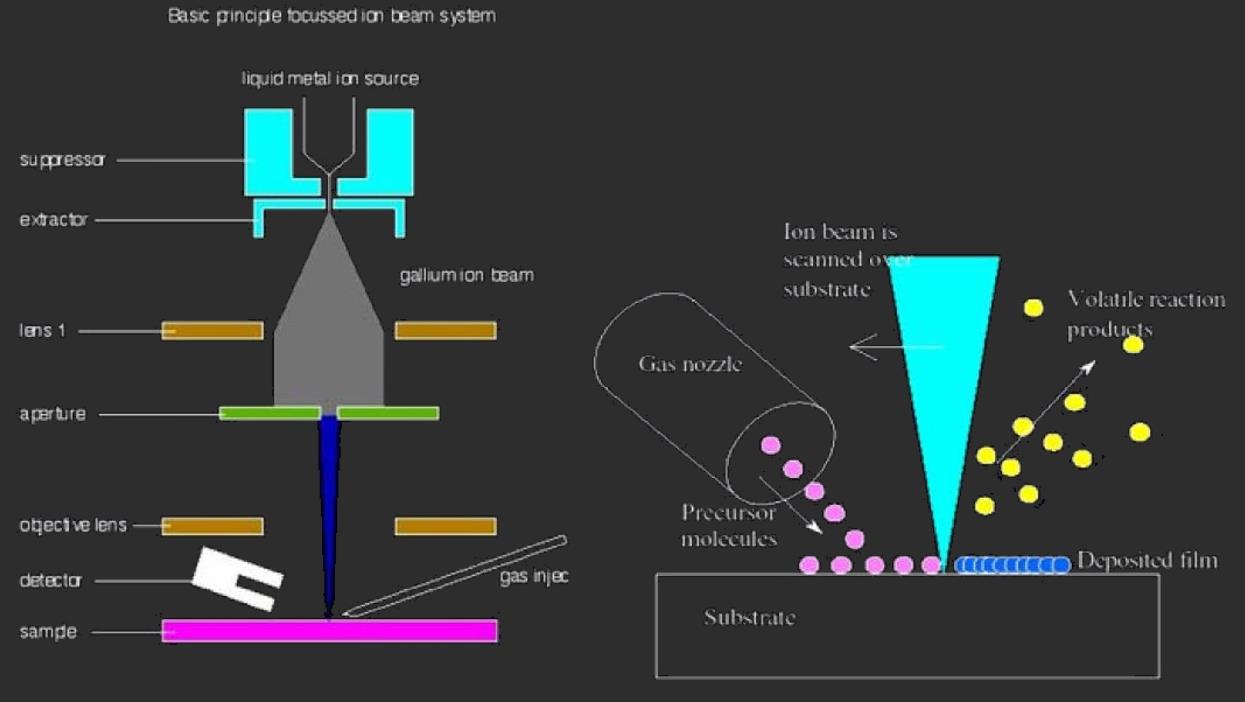 Basic principle focussed ion beam system
liquid metal ion source
suppressor
extractor
gallium ion beam
lens 1
aperture
objective lens
detector
gas injec
sample
Ion beam is
scanned over
substrate
Volatile reaction
products
Gas nozzle
Precursor
molecules
Deposited film
Substrate